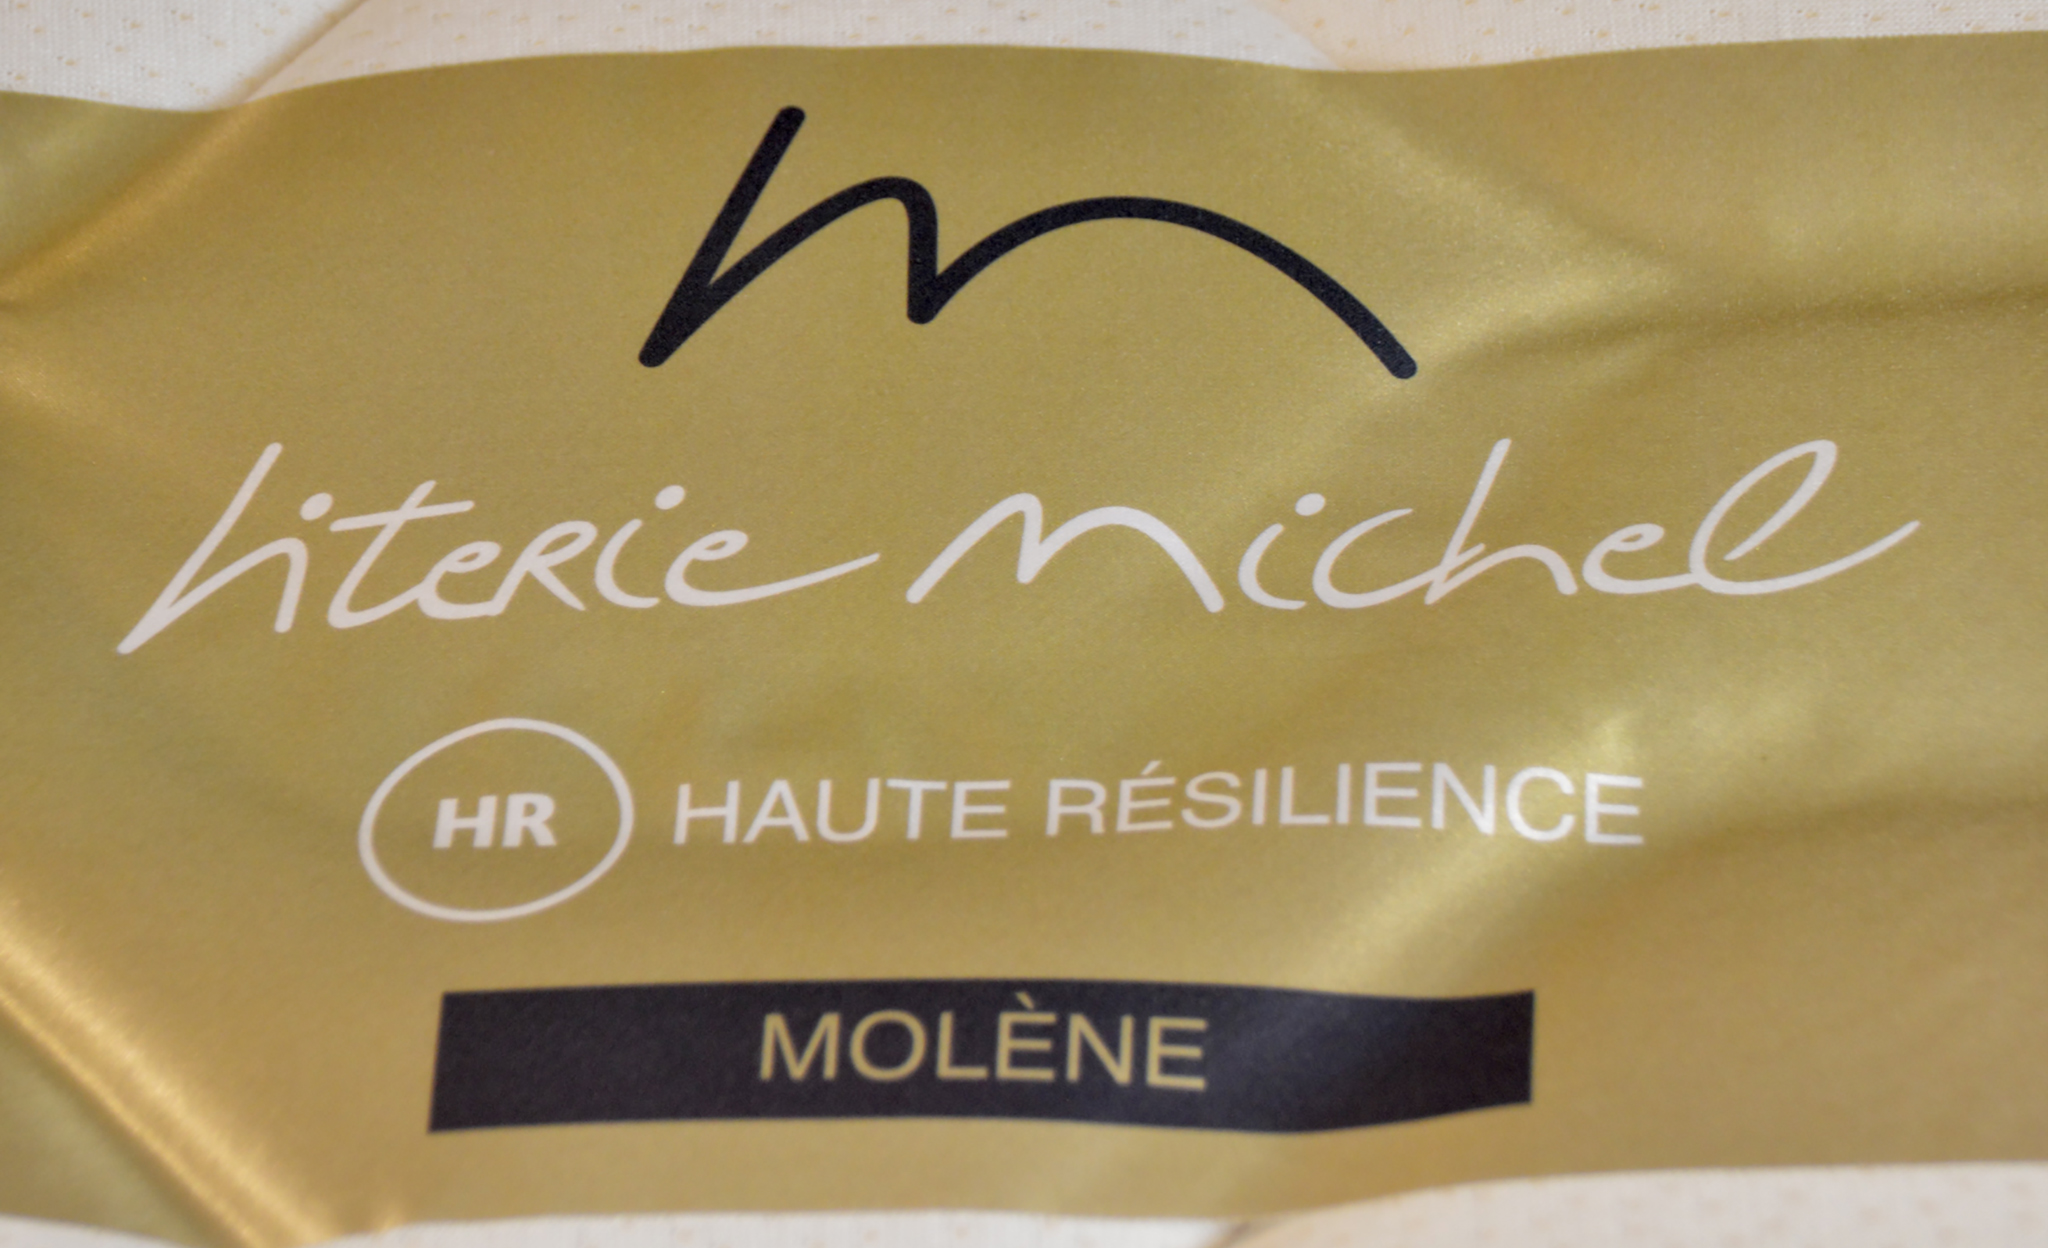 Literie Michel
HR HAUTE RÉSILIENCE
MOLÈNE